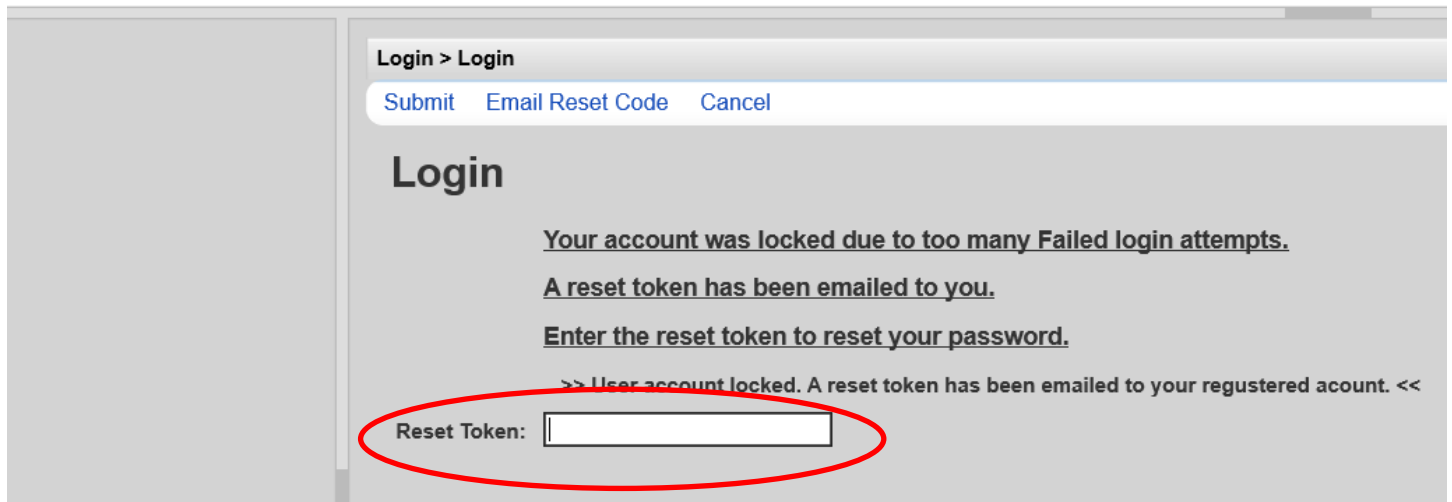 Login > Login
Submit Email Reset Code Cancel
Login
Your account was locked due to too many Failed login attempts.
A reset token has been emailed to you.
Enter the reset token to reset your password.
>> User account locked. A reset token has been emailed to your regustered acount. <<
Reset Token: